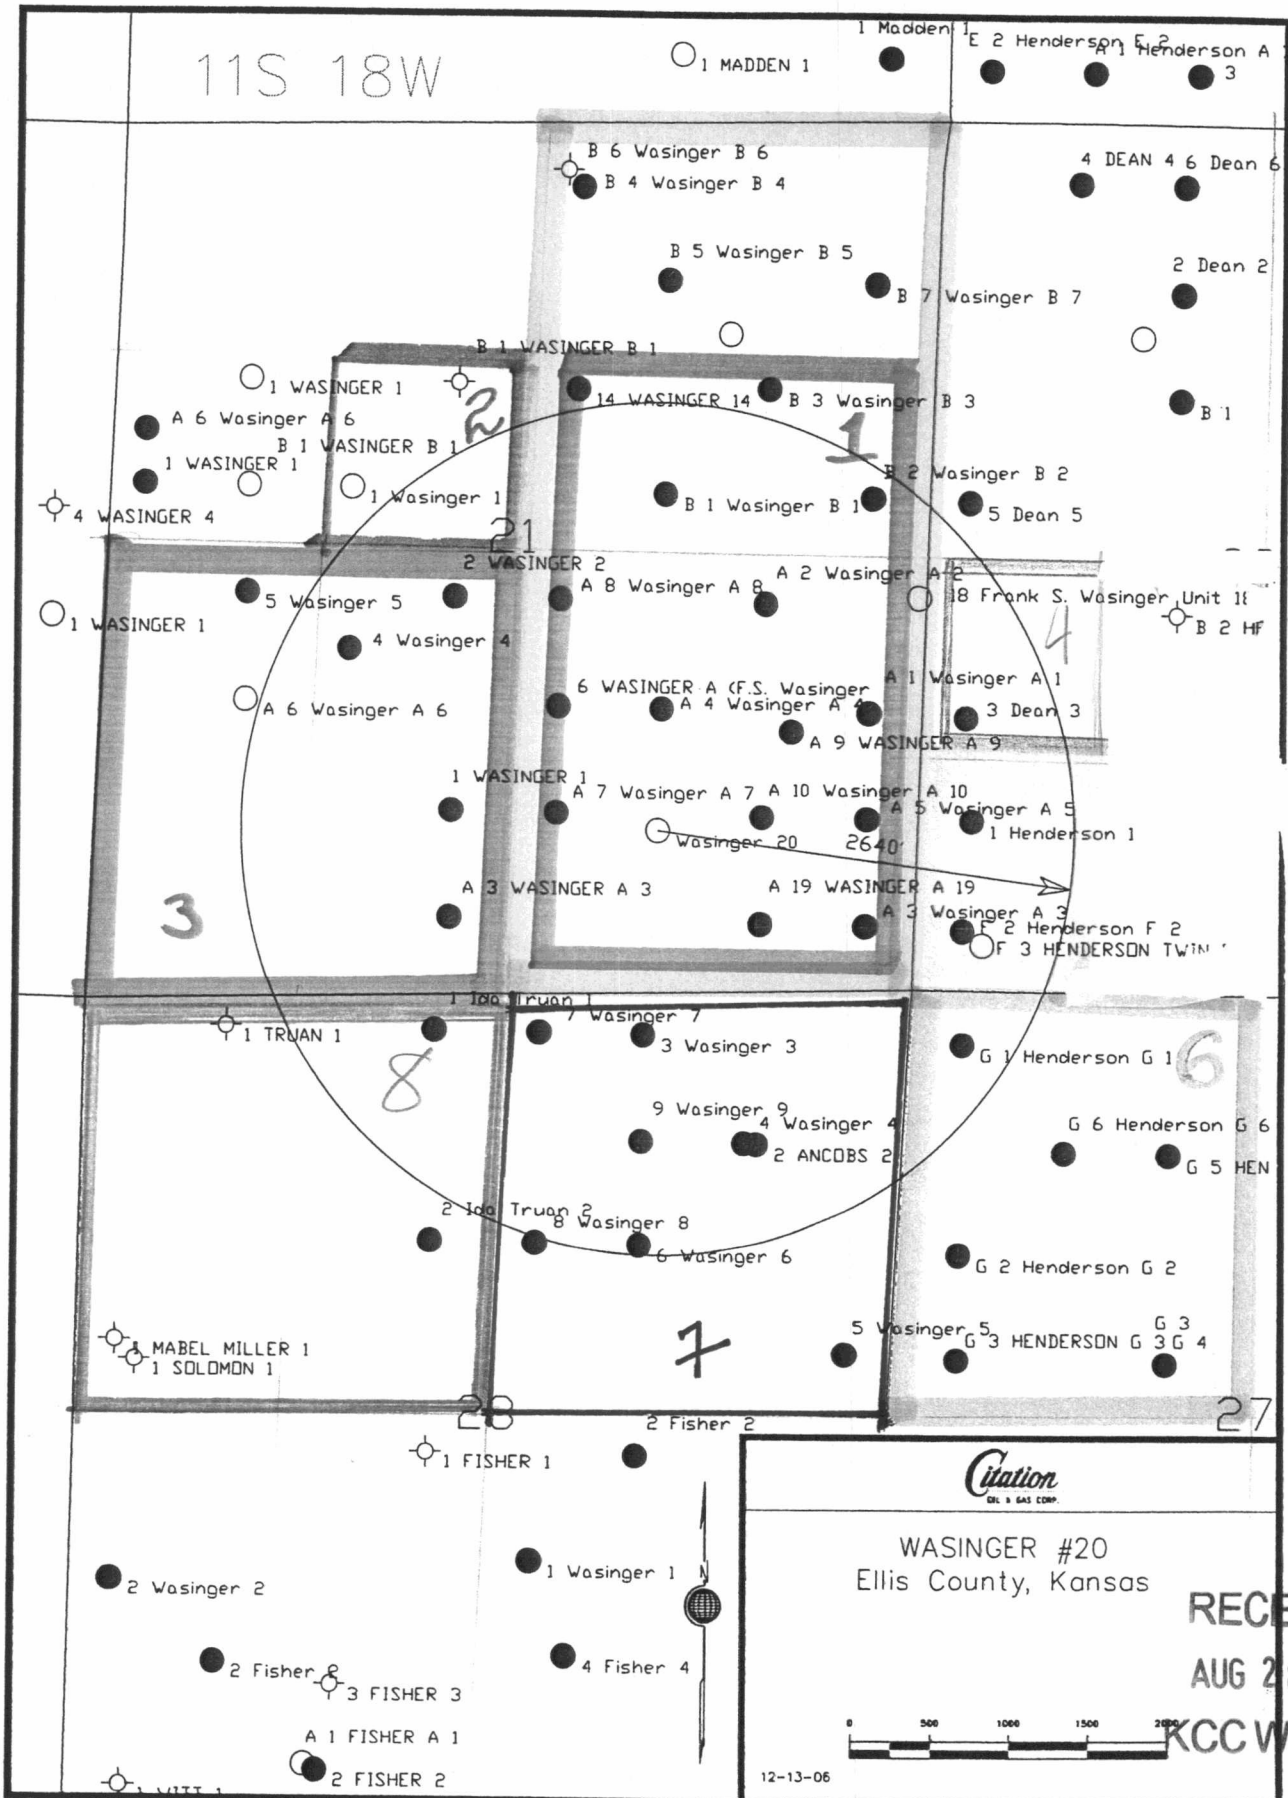 1 Madden 1
E 2 Henderson E 2
A 1 Henderson A
3
11S 18W
1 MADDEN 1
B 6 Wasinger B 6
B 4 Wasinger B 4
4 DEAN 4
6 Dean 6
B 5 Wasinger B 5
B 7 Wasinger B 7
2 Dean 2
B 1 WASINGER B 1
1 WASINGER 1
2
14 WASINGER 14
B 3 Wasinger B 3
B 1
A 6 Wasinger A 6
1
B 1 WASINGER B 1
1 WASINGER 1
1 Wasinger 1
B 2 Wasinger B 2
B 1 Wasinger B 1
5 Dean 5
4 WASINGER 4
21
2 WASINGER 2
A 2 Wasinger A 2
5 Wasinger 5
A 8 Wasinger A 8
18 Frank S. Wasinger Unit 18
1 WASINGER 1
4 Wasinger 4
4
B 2 HF
6 WASINGER A (F.S. Wasinger
A 1 Wasinger A 1
A 6 Wasinger A 6
A 4 Wasinger A 4
3 Dean 3
A 9 WASINGER A 9
1 WASINGER 1
A 7 Wasinger A 7
A 10 Wasinger A 10
A 5 Wasinger A 5
1 Henderson 1
Wasinger 20
2640'
A 3 WASINGER A 3
A 19 WASINGER A 19
3
A 3 Wasinger A 3
F 2 Henderson F 2
F 3 HENDERSON TWIN
1 Ida Truan 1
7 Wasinger 7
1 TRUAN 1
3 Wasinger 3
8
G 1 Henderson G 1
6
9 Wasinger 9
4 Wasinger 4
2 ANCOBS 2
G 6 Henderson G 6
G 5 HEN
2 Ida Truan 2
8 Wasinger 8
6 Wasinger 6
G 2 Henderson G 2
7
MABEL MILLER 1
1 SOLOMON 1
5 Wasinger 5
G 3 HENDERSON G 3
G 3
G 4
28
27
2 Fisher 2
1 FISHER 1
Citation
OIL & GAS CORP.
WASINGER #20
Ellis County, Kansas
1 Wasinger 1
N
2 Wasinger 2
2 Fisher 2
4 Fisher 4
3 FISHER 3
A 1 FISHER A 1
2 FISHER 2
1 WITT 1
RECE
AUG 2
KCC W
0 500 1000 1500 2000
12-13-06